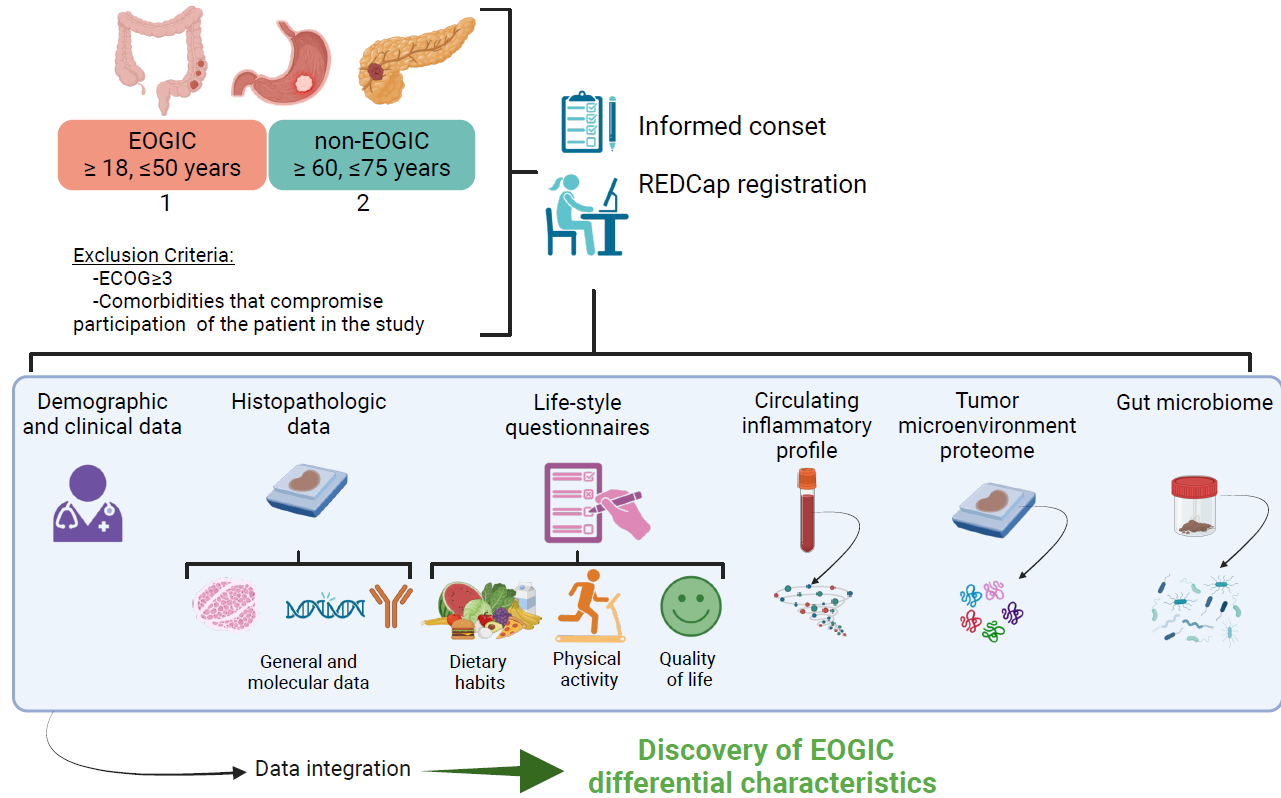 EOGIC
≥ 18, ≤50 years
1
non-EOGIC
≥ 60, ≤75 years
2
Exclusion Criteria:
-ECOG≥3
-Comorbidities that compromise
participation of the patient in the study
Informed conset
REDCap registration
Demographic
and clinical data
Histopathologic
data
General and
molecular data
Life-style
questionnaires
Dietary
habits
Physical
activity
Quality
of life
Circulating
inflammatory
profile
Tumor
microenvironment
proteome
Gut microbiome
Data integration
Discovery of EOGIC
differential characteristics